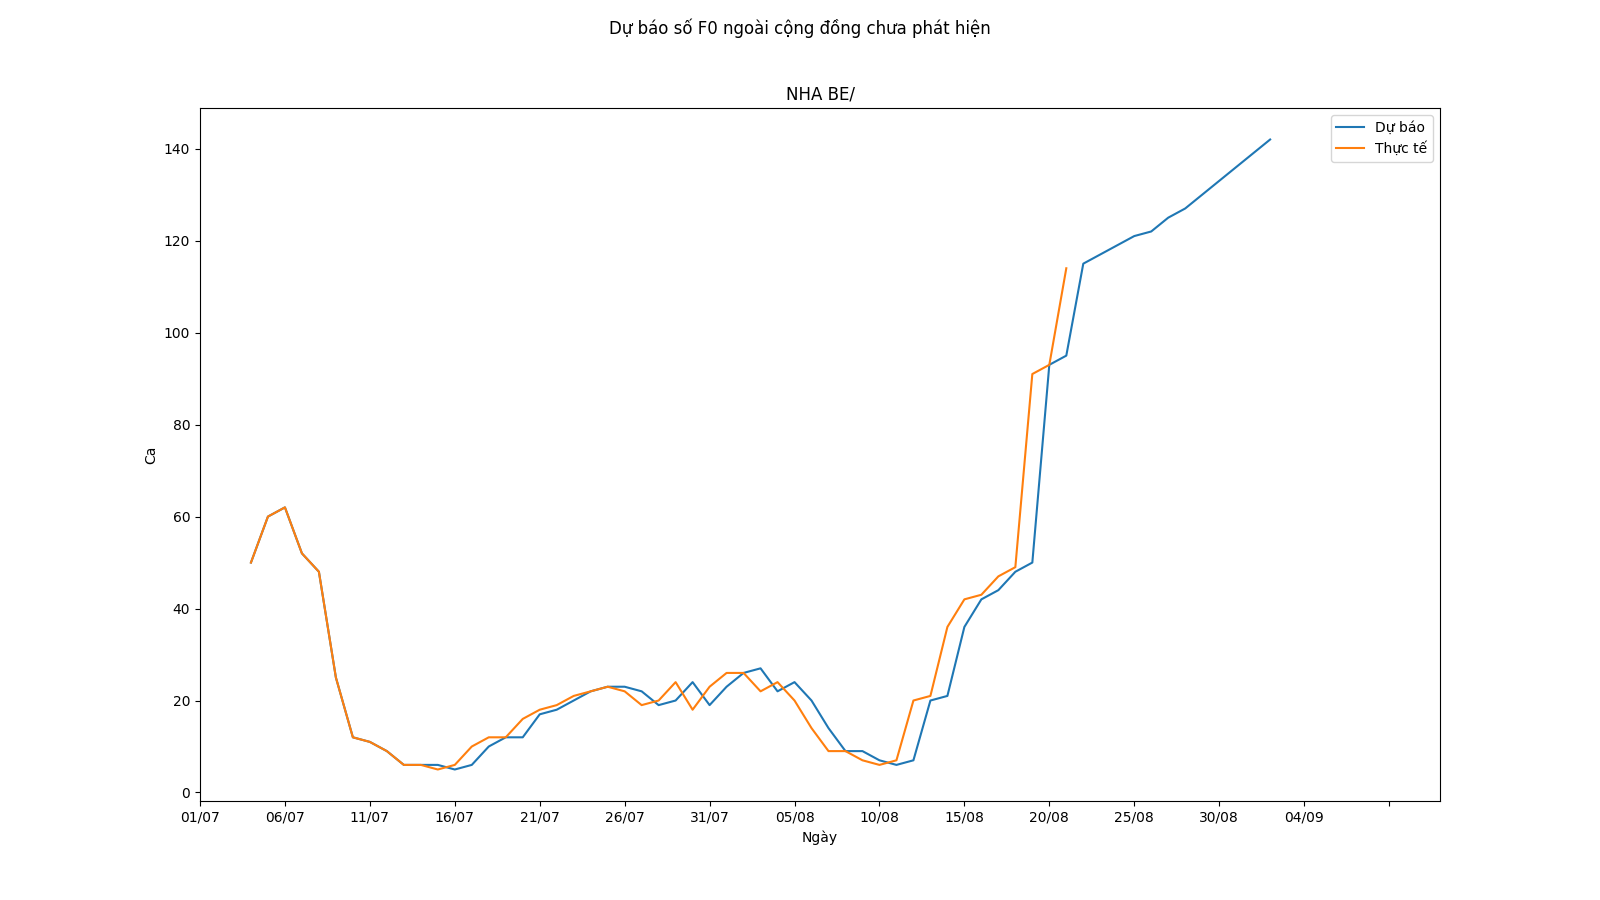 Dự báo số F0 ngoài cộng đồng chưa phát hiện
NHA BE/
Dự báo
Thực tế
140
120
100
80
60
40
20
0
Ca
01/07 06/07 11/07 16/07 21/07 26/07 31/07 05/08 10/08 15/08 20/08 25/08 30/08 04/09
Ngày